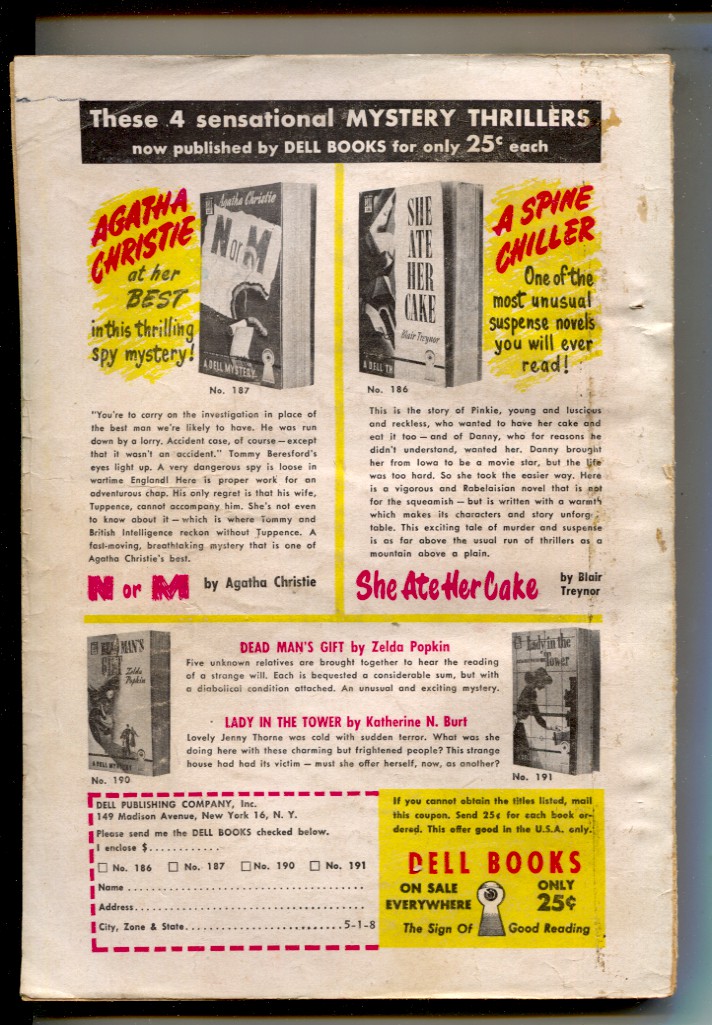 These 4 sensational MYSTERY THRILLERS
now published by DELL BOOKS for only 25¢ each
AGATHA
CHRISTIE
at her
BEST
in this thrilling
spy mystery!
Agatha Christie
N or M
A DELL MYSTERY
No. 187
SHE
ATE
HER
CAKE
Blair Treynor
A DELL
No. 186
A SPINE
CHILLER
One of the
most unusual
suspense novels
you will ever
read!
"You're to carry on the investigation in place of
the best man we're likely to have. He was run
down by a lorry. Accident case, of course—except
that it wasn't an accident." Tommy Beresford's
eyes light up. A very dangerous spy is loose in
wartime England! Here is proper work for an
adventurous chap. His only regret is that his wife,
Tuppence, cannot accompany him. She's not even
to know about it—which is where Tommy and
British Intelligence reckon without Tuppence. A
fast-moving, breathtaking mystery that is one of
Agatha Christie's best.
N or M by Agatha Christie
This is the story of Pinkie, young and luscious
and reckless, who wanted to have her cake and
eat it too—and of Danny, who for reasons he
didn't understand, wanted her. Danny brought
her from Iowa to be a movie star, but the life
was too hard. So she took the easier way. Here
is a vigorous and Rabelaisian novel that is not
for the squeamish—but is written with a warmth
which makes its characters and story unforget-
table. This exciting tale of murder and suspense
is as far above the usual run of thrillers as a
mountain above a plain.
She Ate Her Cake by Blair
Treynor
DEAD MAN'S
GIFT
Zelda
Popkin
A DELL MYSTERY
No. 190
DEAD MAN'S GIFT by Zelda Popkin
Five unknown relatives are brought together to hear the reading
of a strange will. Each is bequested a considerable sum, but with
a diabolical condition attached. An unusual and exciting mystery.
LADY IN THE TOWER by Katherine N. Burt
Lovely Jenny Thorne was cold with sudden terror. What was she
doing here with these charming but frightened people? This strange
house had had its victim — must she offer herself, now, as another?
Lady in the
Tower
No. 191
DELL PUBLISHING COMPANY, Inc.
149 Madison Avenue, New York 16, N. Y.
Please send me the DELL BOOKS checked below.
I enclose $............
☐ No. 186 ☐ No. 187 ☐ No. 190 ☐ No. 191
Name ........................................
Address.......................................
City, Zone & State..........................5-1-8
If you cannot obtain the titles listed, mail
this coupon. Send 25¢ for each book or-
dered. This offer good in the U.S.A. only.
DELL BOOKS
ON SALE
EVERYWHERE
ONLY
25¢
The Sign Of Good Reading